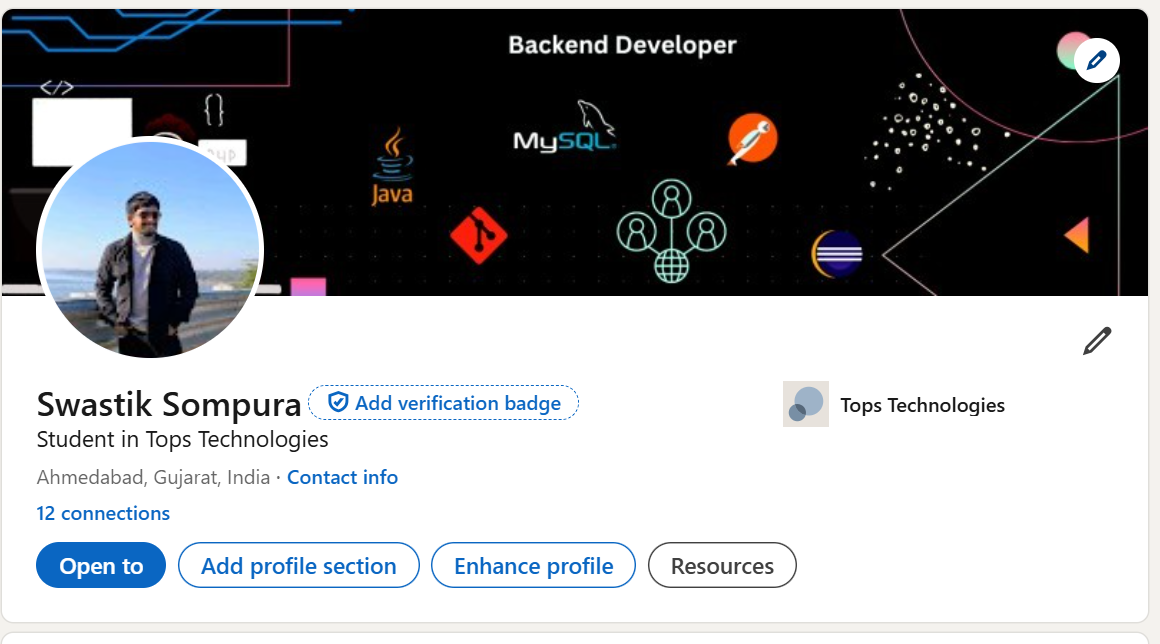 Backend Developer
</>
{}
MySQL
Java
Swastik Sompura
Add verification badge
Tops Technologies
Student in Tops Technologies
Ahmedabad, Gujarat, India · Contact info
12 connections
Open to
Add profile section
Enhance profile
Resources